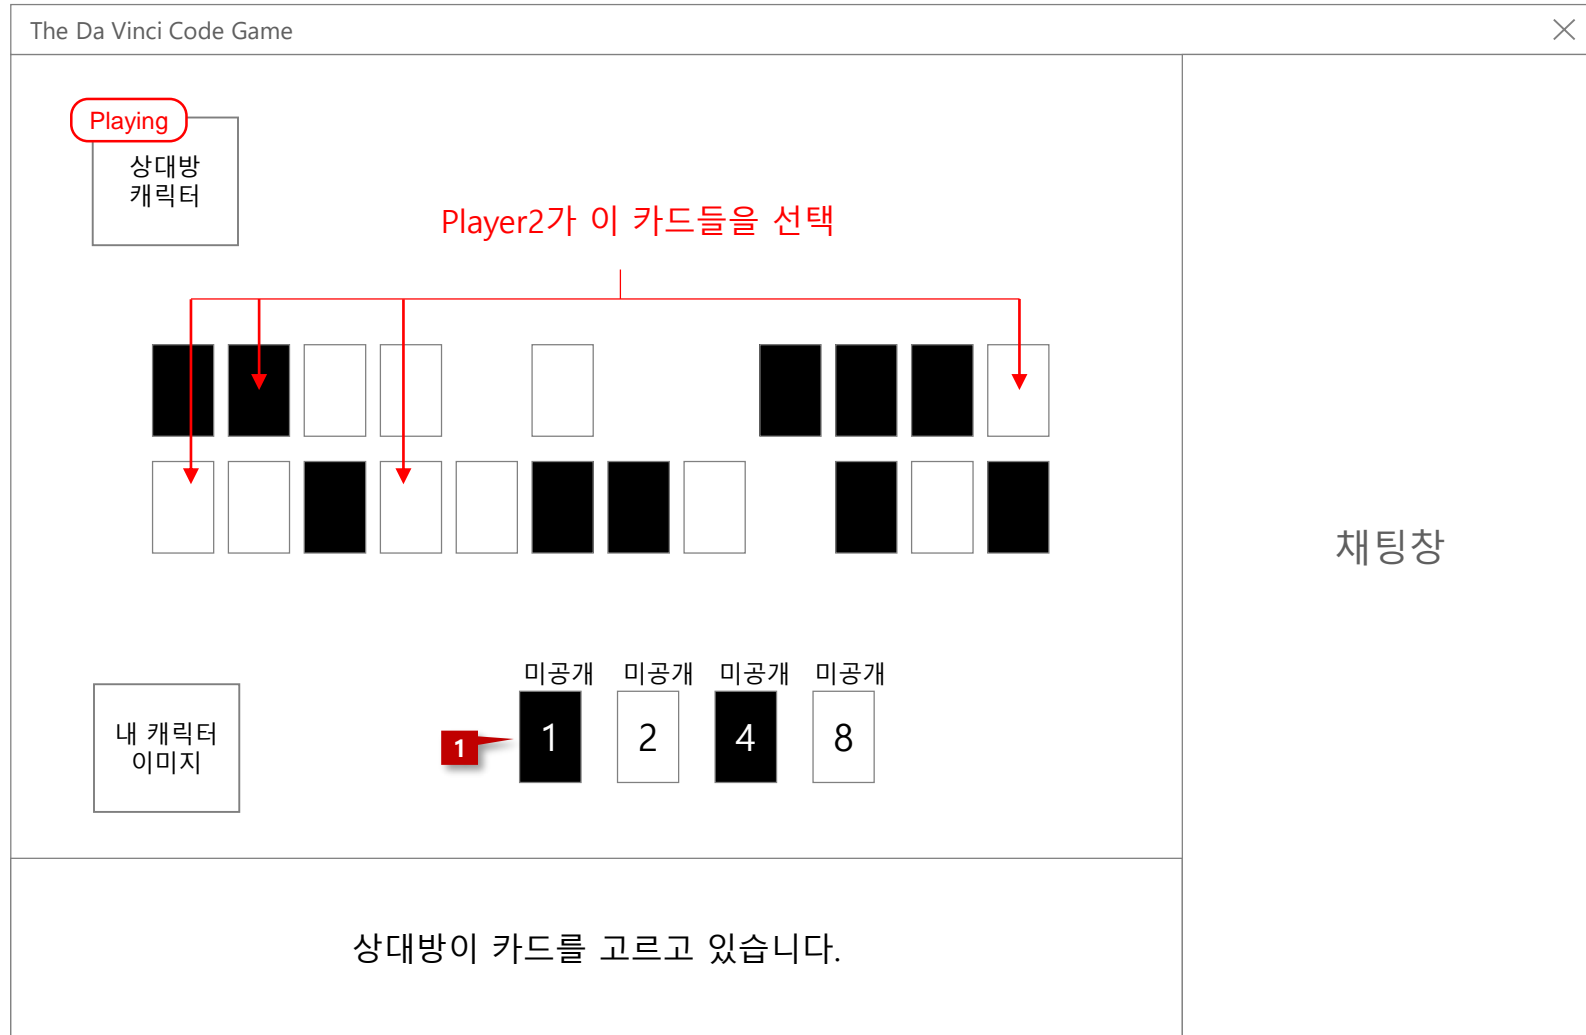 The Da Vinci Code Game
Playing
상대방
캐릭터
Player2가 이 카드들을 선택
채팅창
미공개 미공개 미공개 미공개
1 1 2 4 8
내 캐릭터
이미지
상대방이 카드를 고르고 있습니다.